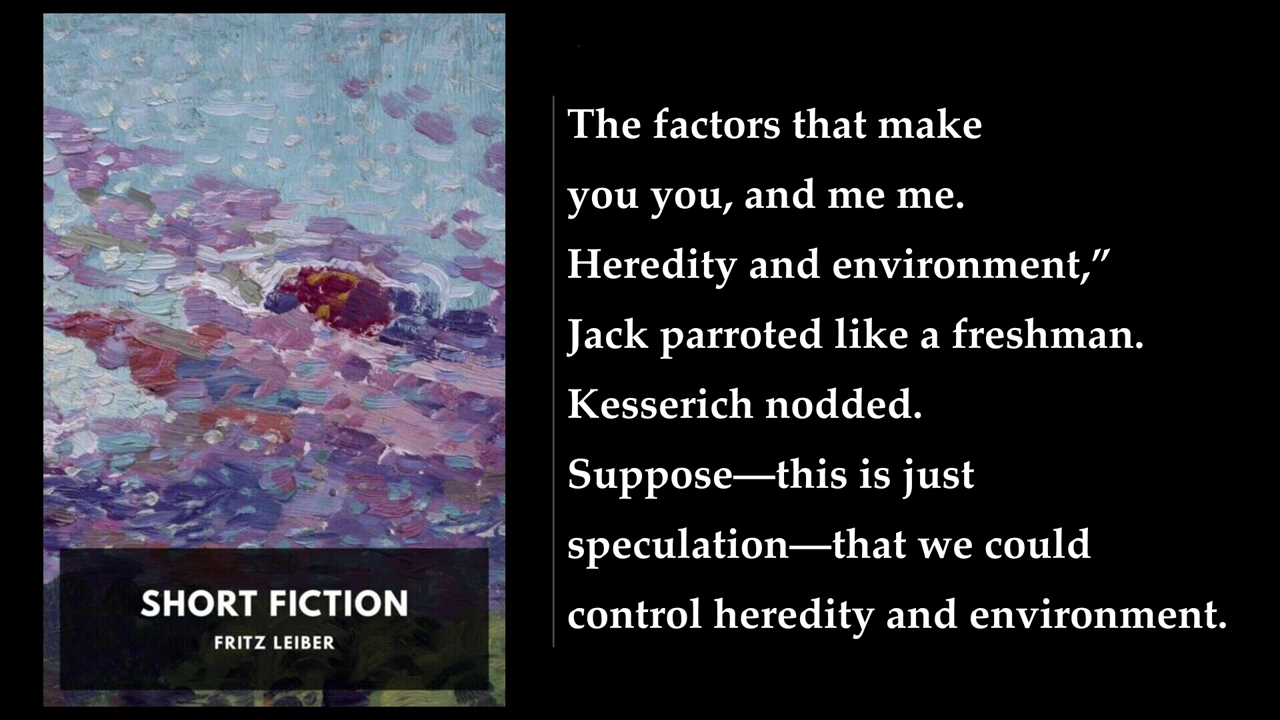 SHORT FICTION
FRITZ LEIBER
The factors that make
you you, and me me.
Heredity and environment,”
Jack parroted like a freshman.
Kesserich nodded.
Suppose—this is just
speculation—that we could
control heredity and environment.